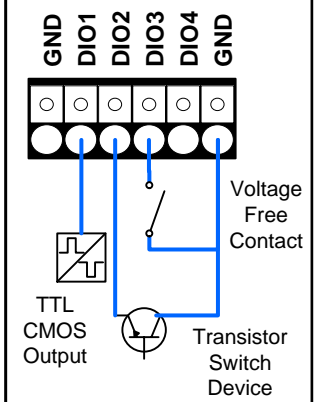 GND
DIO1
DIO2
DIO3
DIO4
GND
Voltage
Free
Contact
TTL
CMOS
Output
Transistor
Switch
Device